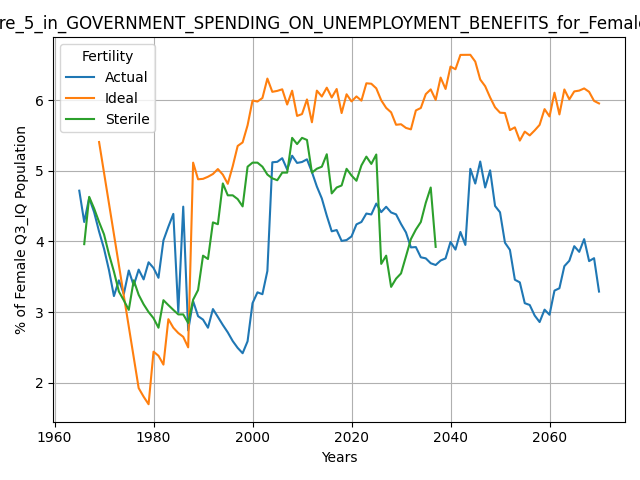 re_5_in_GOVERNMENT_SPENDING_ON_UNEMPLOYMENT_BENEFITS_for_Female
Fertility
Actual
Ideal
Sterile
% of Female Q3_IQ Population
6
5
4
3
2
1960 1980 2000 2020 2040 2060
Years